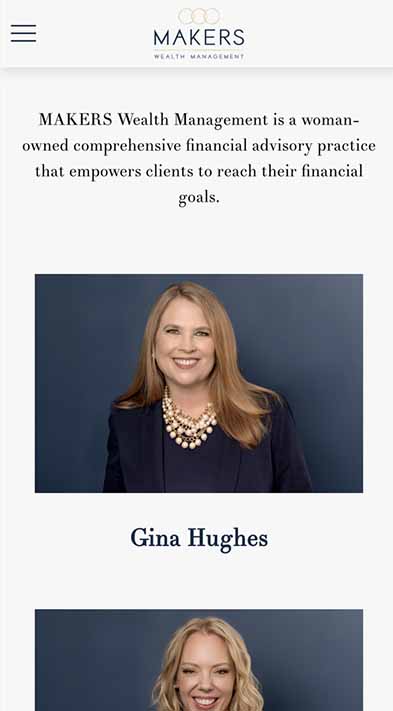 MAKERS
WEALTH MANAGEMENT
MAKERS Wealth Management is a woman-
owned comprehensive financial advisory practice
that empowers clients to reach their financial
goals.
Gina Hughes